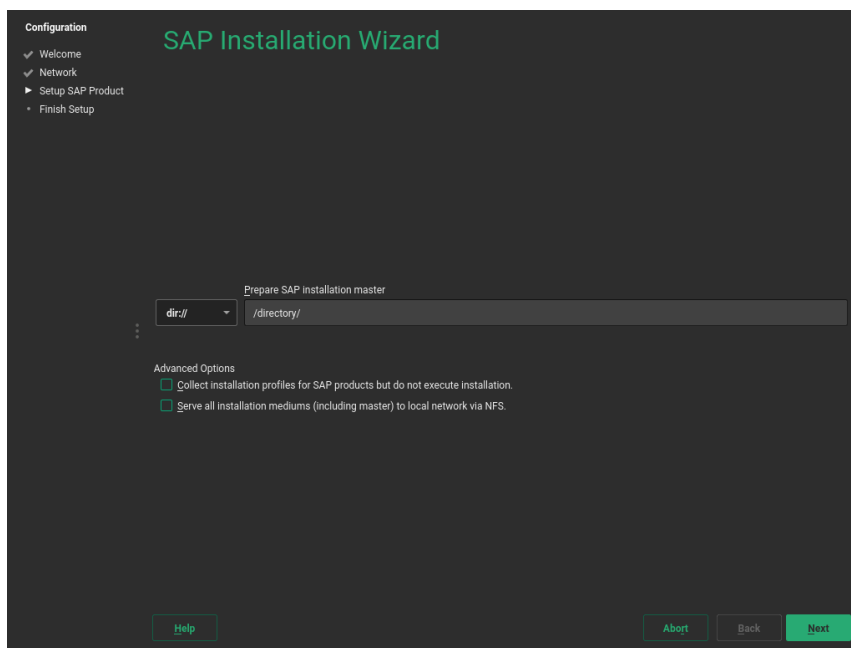 Configuration
Welcome
Network
Setup SAP Product
Finish Setup
SAP Installation Wizard
Prepare SAP installation master
dir:// /directory/
Advanced Options
Collect installation profiles for SAP products but do not execute installation.
Serve all installation mediums (including master) to local network via NFS.
Help Abort Back Next